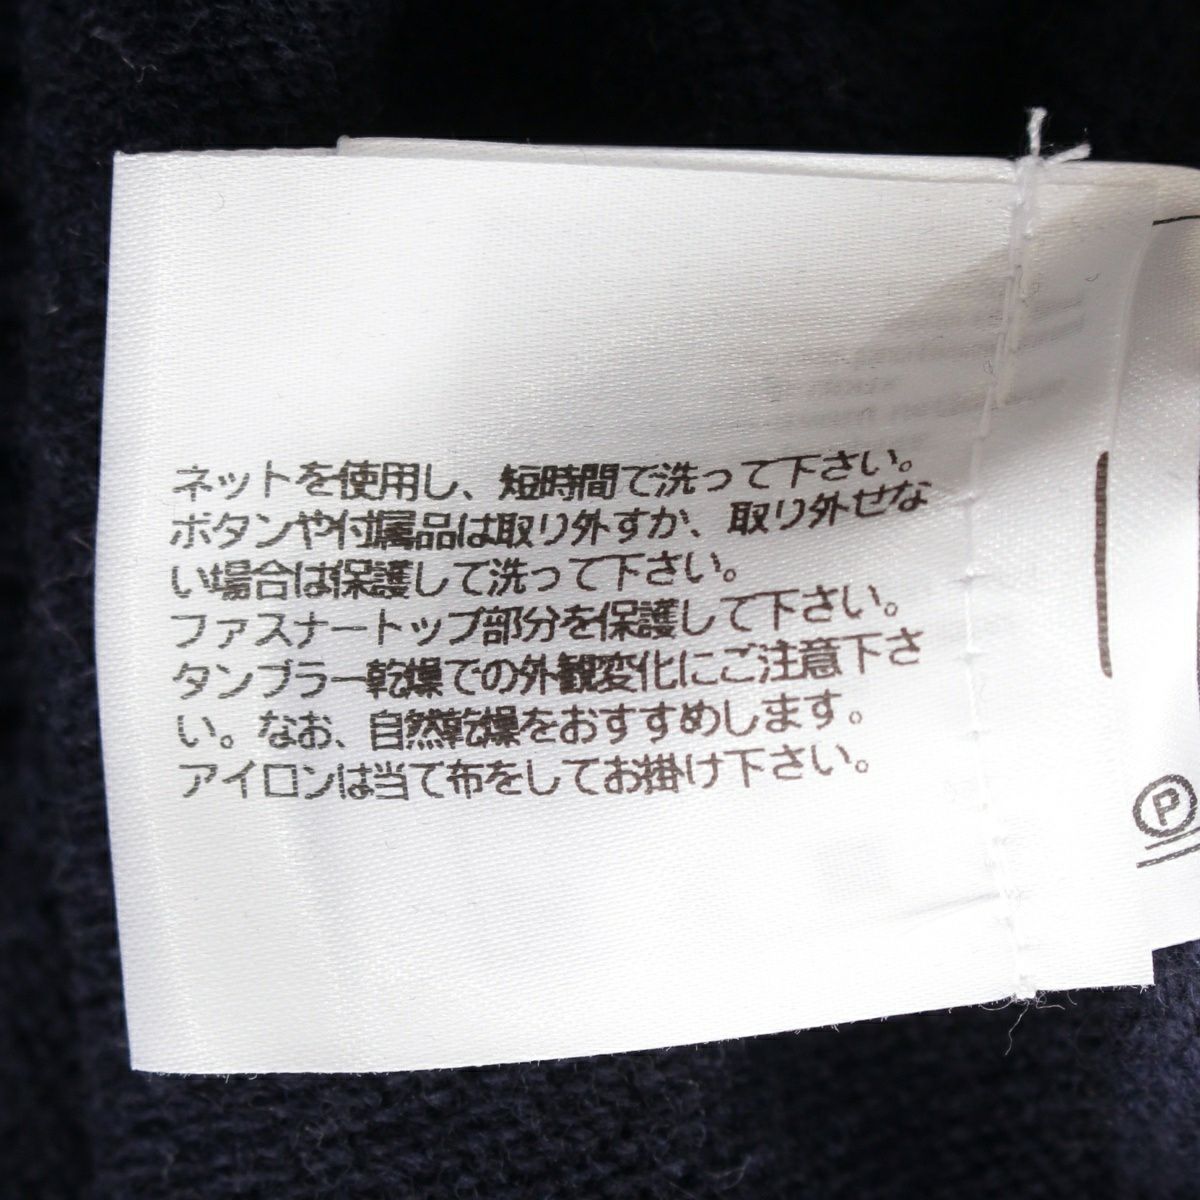 ネットを使用し、短時間で洗って下さい。
ボタンや付属品は取り外すか、取り外せな
い場合は保護して洗って下さい。
ファスナートップ部分を保護して下さい。
タンブラー乾燥での外観変化にご注意下さ
い。なお、自然乾燥をおすすめします。
アイロンは当て布をしてお掛け下さい。
P